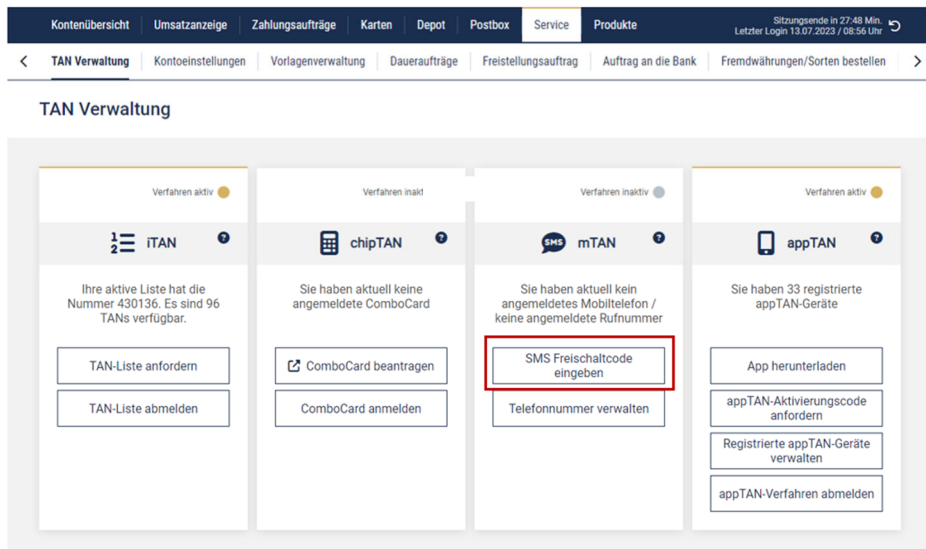 Kontenübersicht Umsatzanzeige Zahlungsaufträge Karten Depot Postbox Service Produkte
Sitzungsende in 27:48 Min.
Letzter Login 13.07.2023 / 08:56 Uhr
TAN Verwaltung Kontoeinstellungen Vorlagenverwaltung Daueraufträge Freistellungsauftrag Auftrag an die Bank Fremdwährungen/Sorten bestellen
TAN Verwaltung
Verfahren aktiv
1
2
iTAN
?
Ihre aktive Liste hat die
Nummer 430136. Es sind 96
TANs verfügbar.
TAN-Liste anfordern
TAN-Liste abmelden
Verfahren inakt
chipTAN
?
Sie haben aktuell keine
angemeldete ComboCard
ComboCard beantragen
ComboCard anmelden
Verfahren inaktiv
SMS
mTAN
?
Sie haben aktuell kein
angemeldetes Mobiltelefon /
keine angemeldete Rufnummer
SMS Freischaltcode
eingeben
Telefonnummer verwalten
Verfahren aktiv
appTAN
?
Sie haben 33 registrierte
appTAN-Geräte
App herunterladen
appTAN-Aktivierungscode
anfordern
Registrierte appTAN-Geräte
verwalten
appTAN-Verfahren abmelden